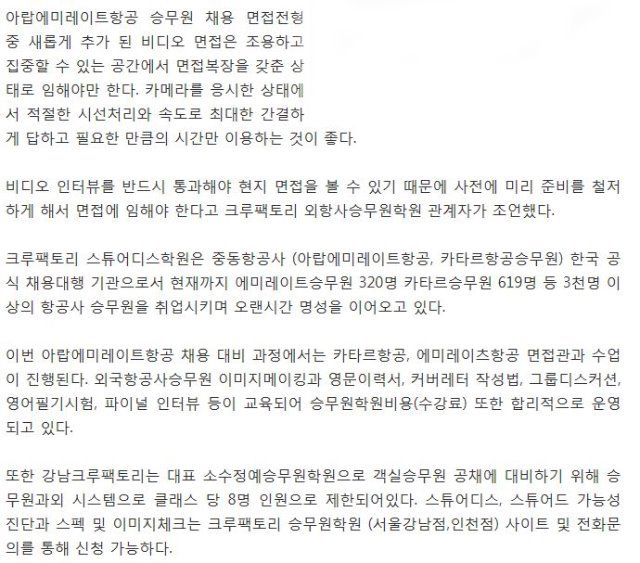 아랍에미레이트항공 승무원 채용 면접전형
중 새롭게 추가 된 비디오 면접은 조용하고
집중할 수 있는 공간에서 면접복장을 갖춘 상
태로 임해야만 한다. 카메라를 응시한 상태에
서 적절한 시선처리와 속도로 최대한 간결하
게 답하고 필요한 만큼의 시간만 이용하는 것이 좋다.
비디오 인터뷰를 반드시 통과해야 현지 면접을 볼 수 있기 때문에 사전에 미리 준비를 철저
하게 해서 면접에 임해야 한다고 크루팩토리 외항사승무원학원 관계자가 조언했다.
크루팩토리 스튜어디스학원은 중동항공사 (아랍에미레이트항공, 카타르항공승무원) 한국 공
식 채용대행 기관으로서 현재까지 에미레이트승무원 320명 카타르승무원 619명 등 3천명 이
상의 항공사 승무원을 취업시키며 오랜시간 명성을 이어오고 있다.
이번 아랍에미레이트항공 채용 대비 과정에서는 카타르항공, 에미레이츠항공 면접관과 수업
이 진행된다. 외국항공사승무원 이미지메이킹과 영문이력서, 커버레터 작성법, 그룹디스커션,
영어필기시험, 파이널 인터뷰 등이 교육되어 승무원학원비용(수강료) 또한 합리적으로 운영
되고 있다.
또한 강남크루팩토리는 대표 소수정예승무원학원으로 객실승무원 공채에 대비하기 위해 승
무원과외 시스템으로 클래스 당 8명 인원으로 제한되어있다. 스튜어디스, 스튜어드 가능성
진단과 스펙 및 이미지체크는 크루팩토리 승무원학원 (서울강남점,인천점) 사이트 및 전화문
의를 통해 신청 가능하다.